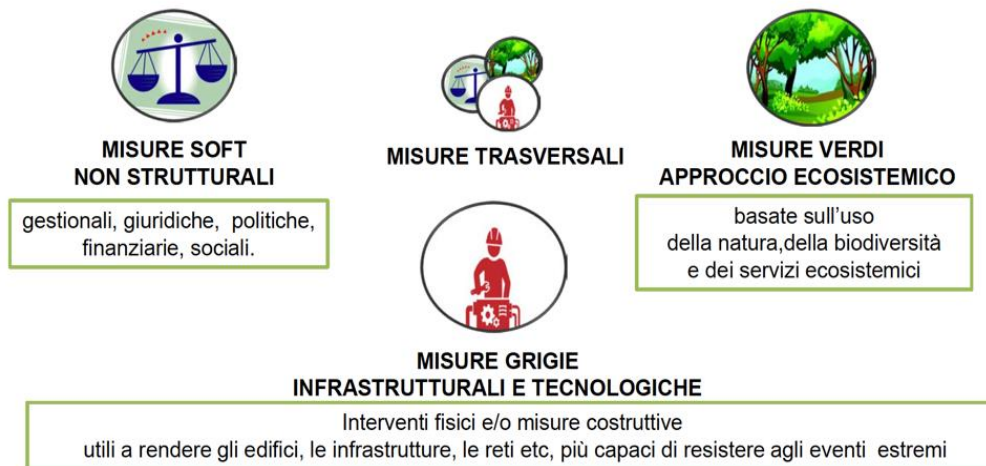 MISURE SOFT
NON STRUTTURALI
gestionali, giuridiche, politiche,
finanziarie, sociali.
MISURE TRASVERSALI
MISURE VERDI
APPROCCIO ECOSISTEMICO
basate sull'uso
della natura,della biodiversità
e dei servizi ecosistemici
MISURE GRIGIE
INFRASTRUTTURALI E TECNOLOGICHE
Interventi fisici e/o misure costruttive
utili a rendere gli edifici, le infrastrutture, le reti etc, più capaci di resistere agli eventi estremi